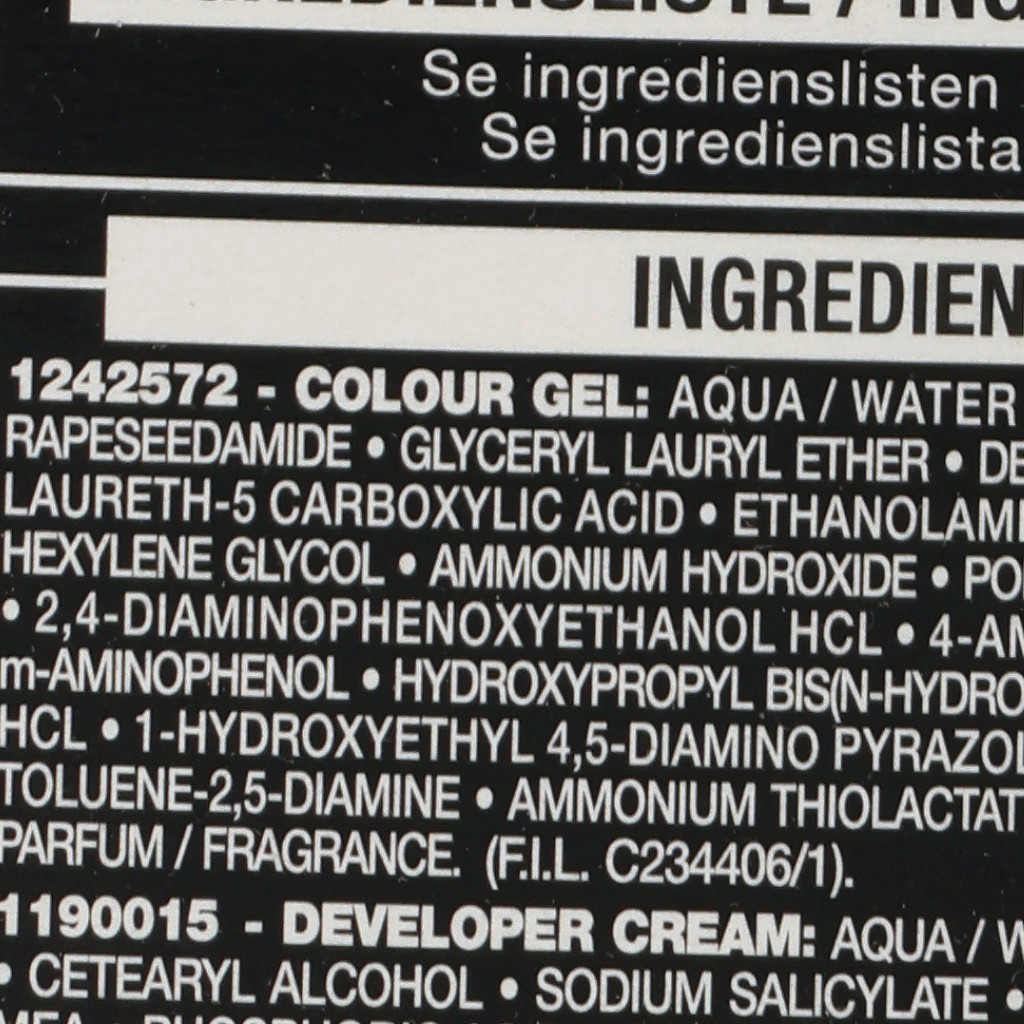 Se ingredienslisten
Se ingredienslista
INGREDIEN
1242572 - COLOUR GEL: AQUA / WATER
RAPESEEDAMIDE • GLYCERYL LAURYL ETHER • DE
LAURETH-5 CARBOXYLIC ACID • ETHANOLAMI
HEXYLENE GLYCOL • AMMONIUM HYDROXIDE • PO
• 2,4-DIAMINOPHENOXYETHANOL HCL • 4-AM
m-AMINOPHENOL • HYDROXYPROPYL BIS(N-HYDRO
HCL • 1-HYDROXYETHYL 4,5-DIAMINO PYRAZOL
TOLUENE-2,5-DIAMINE • AMMONIUM THIOLACTAT
PARFUM / FRAGRANCE. (F.I.L. C234406/1).
1190015 - DEVELOPER CREAM: AQUA / W
• CETEARYL ALCOHOL • SODIUM SALICYLATE •